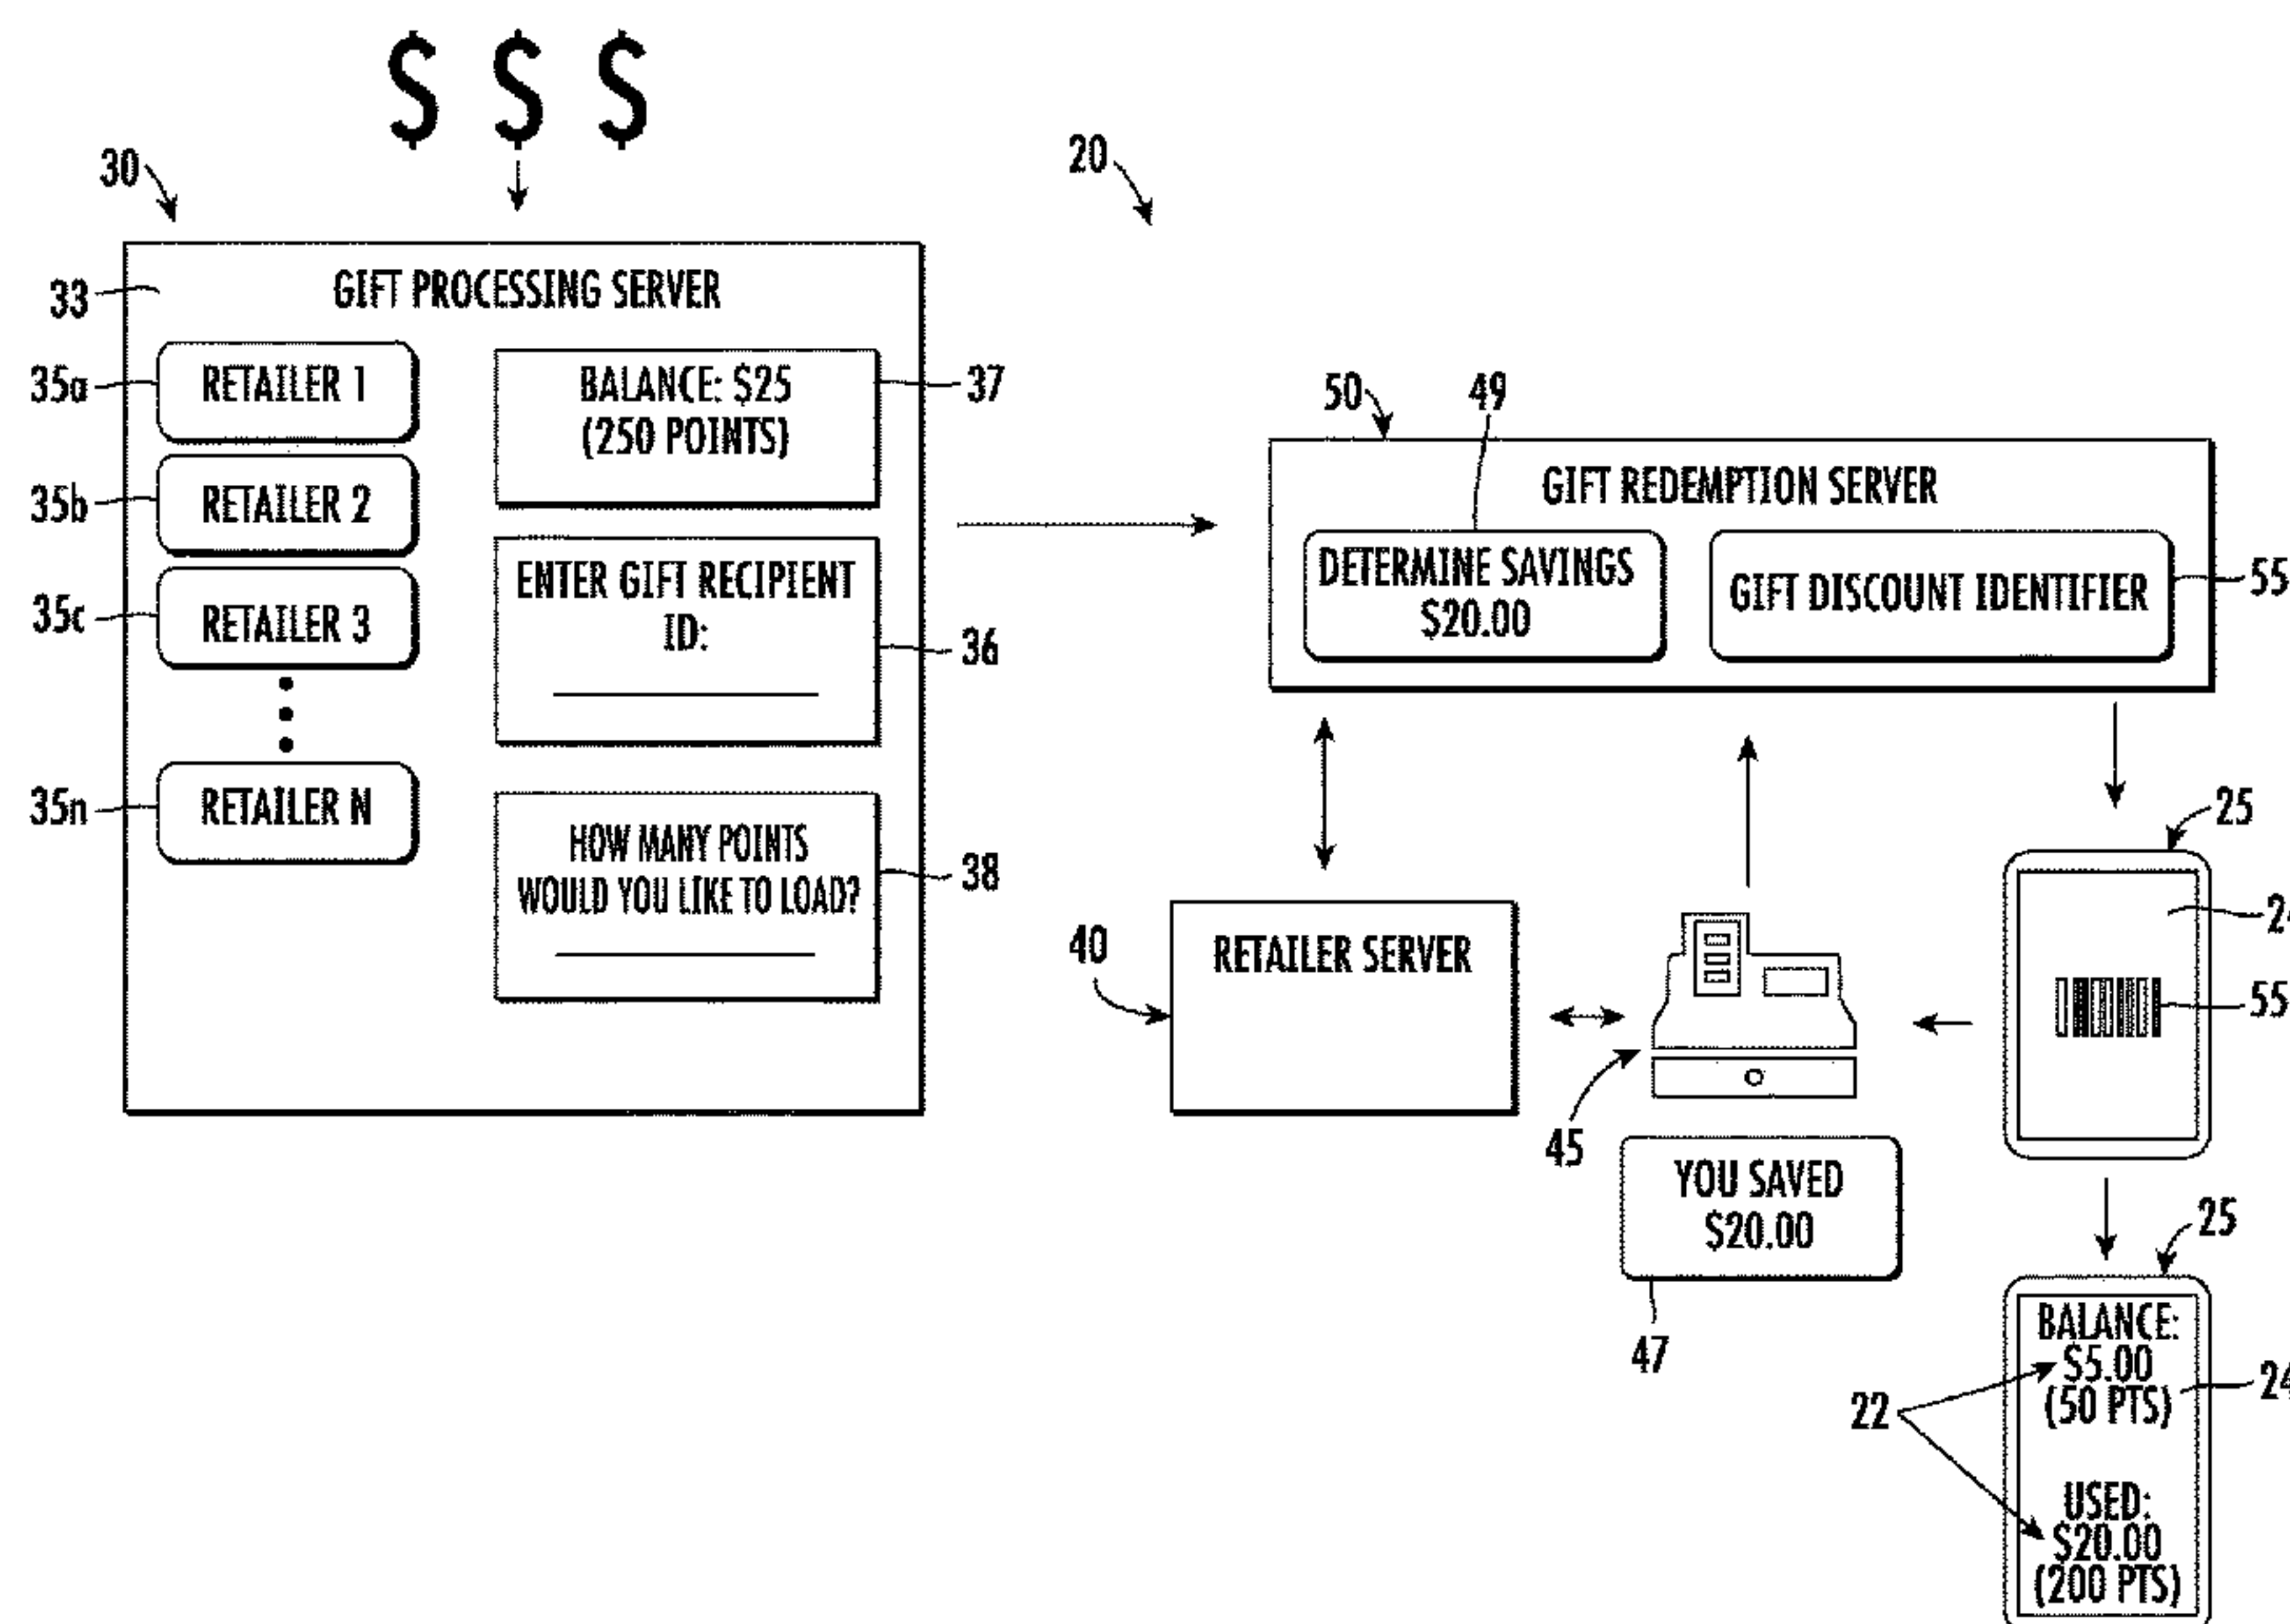 $ $ $
30
20
33
GIFT PROCESSING SERVER
35a
RETAILER 1
35b
RETAILER 2
35c
RETAILER 3
35n
RETAILER N
BALANCE: $25
(250 POINTS)
37
ENTER GIFT RECIPIENT
ID:
36
HOW MANY POINTS
WOULD YOU LIKE TO LOAD?
38
50
49
GIFT REDEMPTION SERVER
DETERMINE SAVINGS
$20.00
GIFT DISCOUNT IDENTIFIER
55
40
RETAILER SERVER
45
YOU SAVED
$20.00
47
25
55
25
BALANCE:
$5.00
(50 PTS)
24
22
USED:
$20.00
(200 PTS)